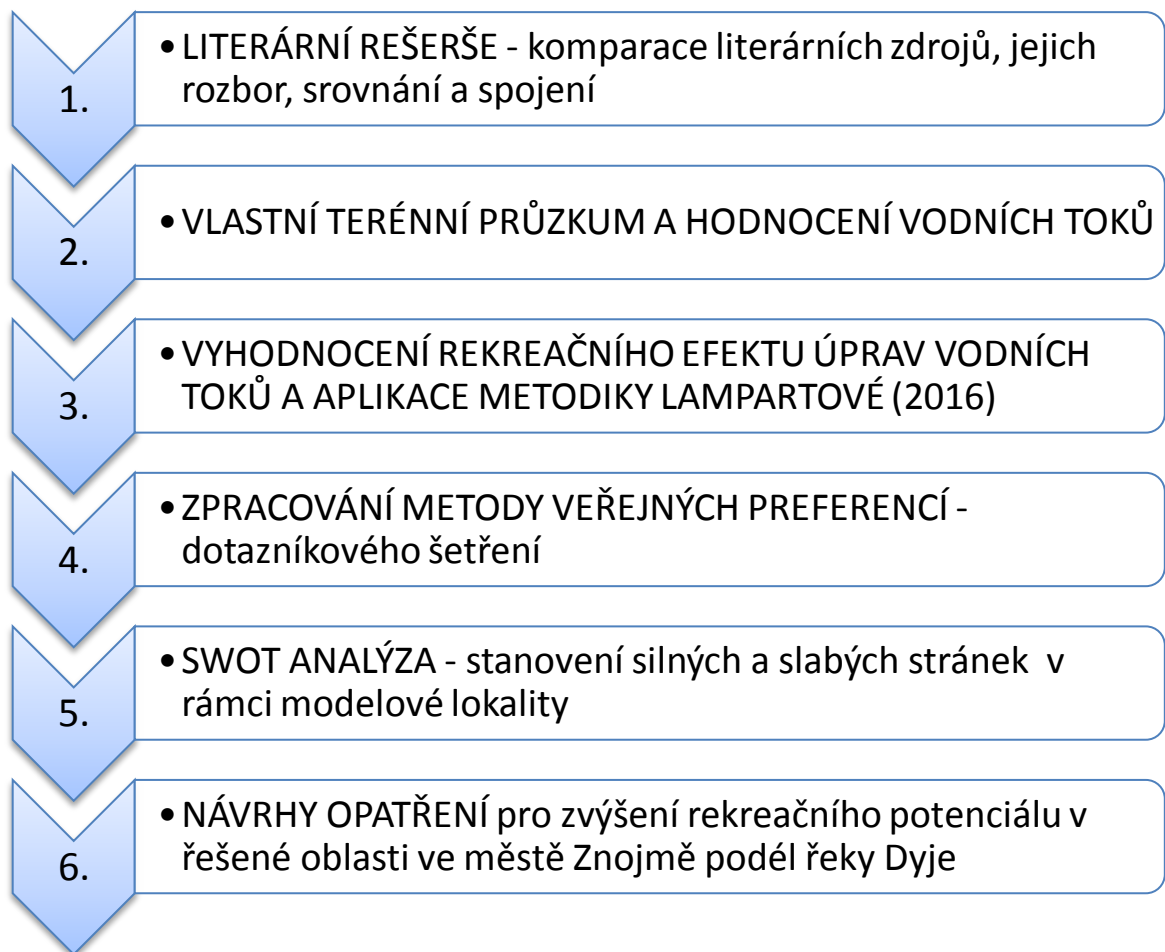 1.
• LITERÁRNÍ REŠERŠE - komparace literárních zdrojů, jejich
rozbor, srovnání a spojení
2.
• VLASTNÍ TERÉNNÍ PRŮZKUM A HODNOCENÍ VODNÍCH TOKŮ
3.
• VYHODNOCENÍ REKREAČNÍHO EFEKTU ÚPRAV VODNÍCH
TOKŮ A APLIKACE METODIKY LAMPARTOVÉ (2016)
4.
• ZPRACOVÁNÍ METODY VEŘEJNÝCH PREFERENCÍ -
dotazníkového šetření
5.
• SWOT ANALÝZA - stanovení silných a slabých stránek v
rámci modelové lokality
6.
• NÁVRHY OPATŘENÍ pro zvýšení rekreačního potenciálu v
řešené oblasti ve městě Znojmě podél řeky Dyje